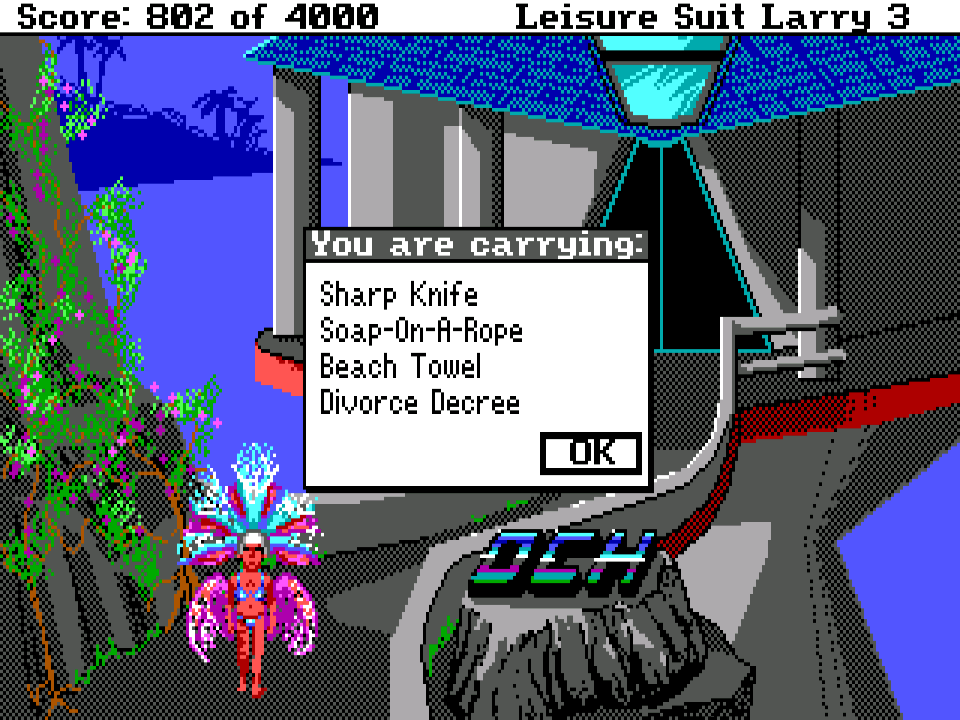 Score: 802 of 4000
Leisure Suit Larry 3
You are carrying:
Sharp Knife
Soap-On-A-Rope
Beach Towel
Divorce Decree
OK
DCH